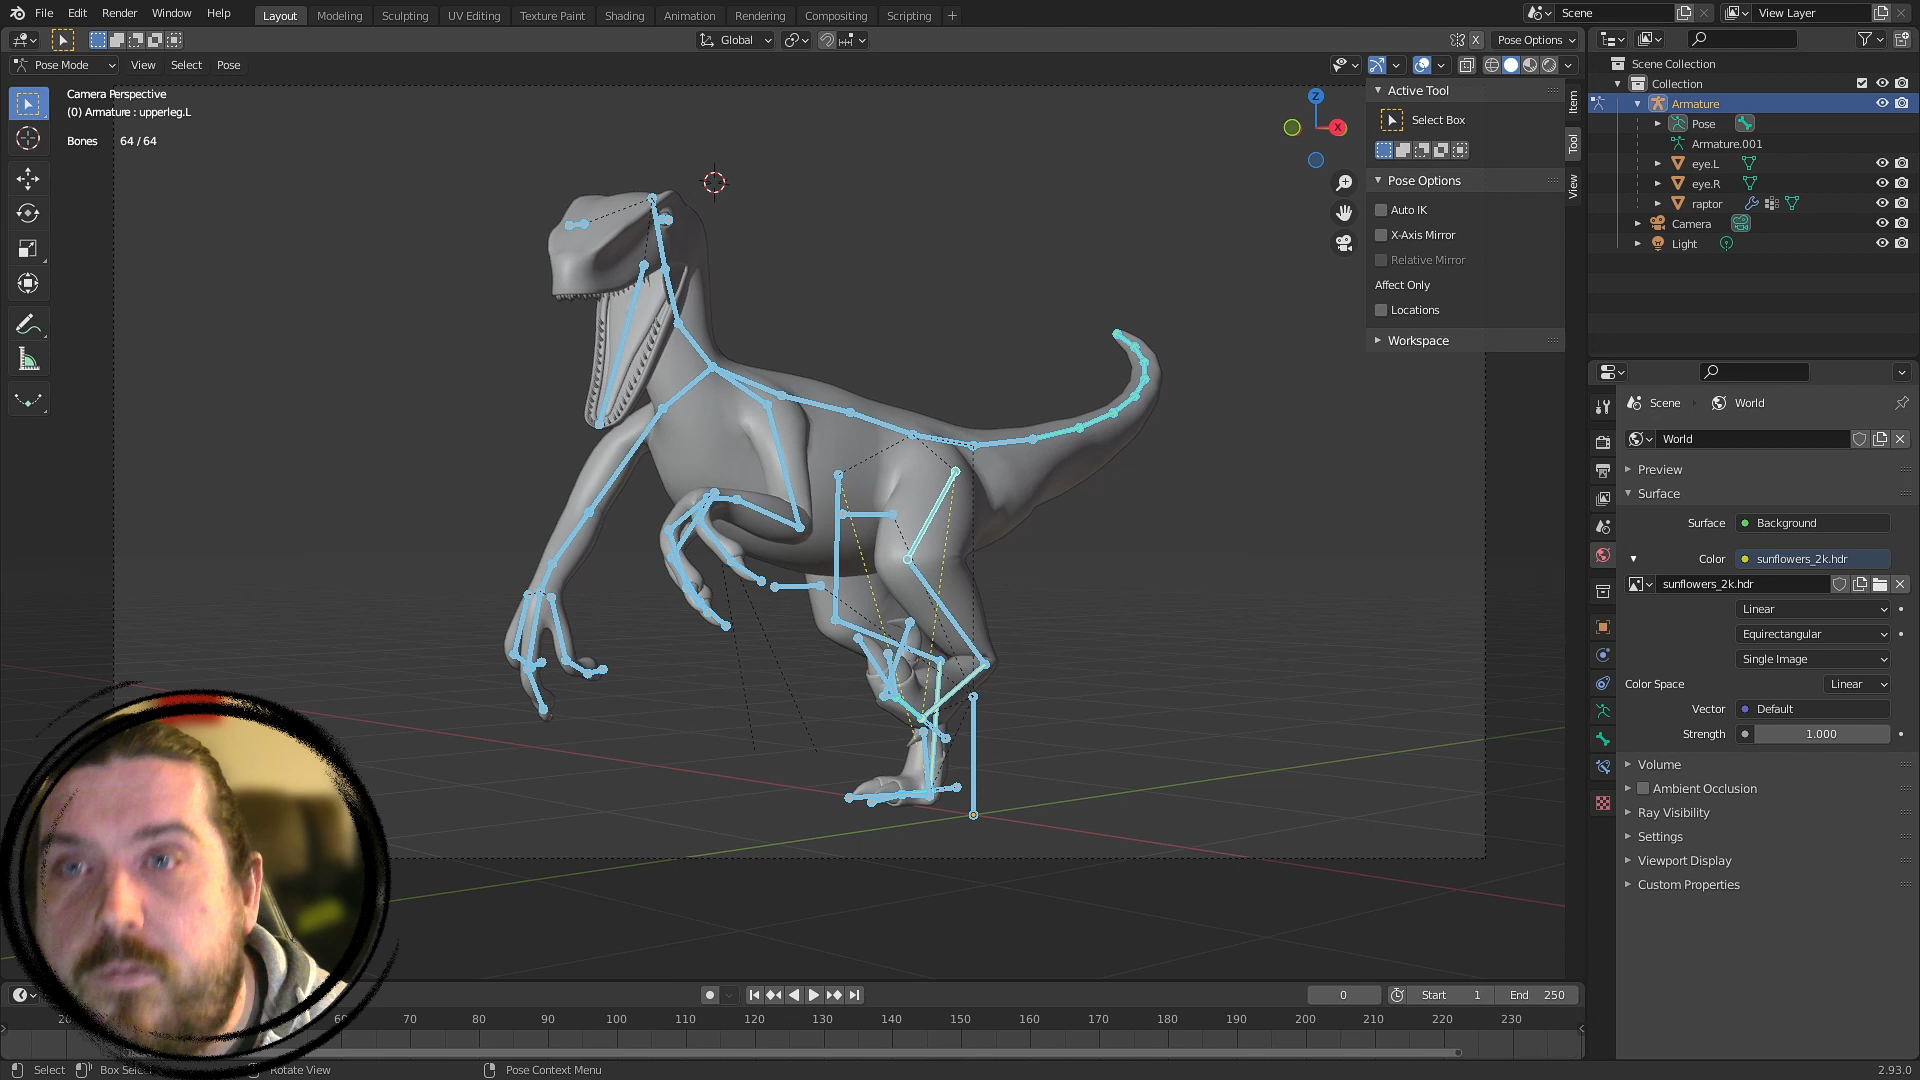 File Edit Render Window Help
Layout Modeling Sculpting UV Editing Texture Paint Shading Animation Rendering Compositing Scripting +
Scene
View Layer
Global
X Pose Options
Pose Mode View Select Pose
Camera Perspective
(0) Armature : upperleg.L
Bones 64 / 64
Z
X
Active Tool
Select Box
Pose Options
Auto IK
X-Axis Mirror
Relative Mirror
Affect Only
Locations
Workspace
Item
Tool
View
Scene Collection
Collection
Armature
Pose
Armature.001
eye.L
eye.R
raptor
Camera
Light
Scene World
World
Preview
Surface
Surface Background
Color sunflowers_2k.hdr
sunflowers_2k.hdr
Linear
Equirectangular
Single Image
Color Space Linear
Vector Default
Strength 1.000
Volume
Ambient Occlusion
Ray Visibility
Settings
Viewport Display
Custom Properties
0 Start 1 End 250
60 70 80 90 100 110 120 130 140 150 160 170 180 190 200 210 220 230
Select Box Select Rotate View Pose Context Menu 2.93.0